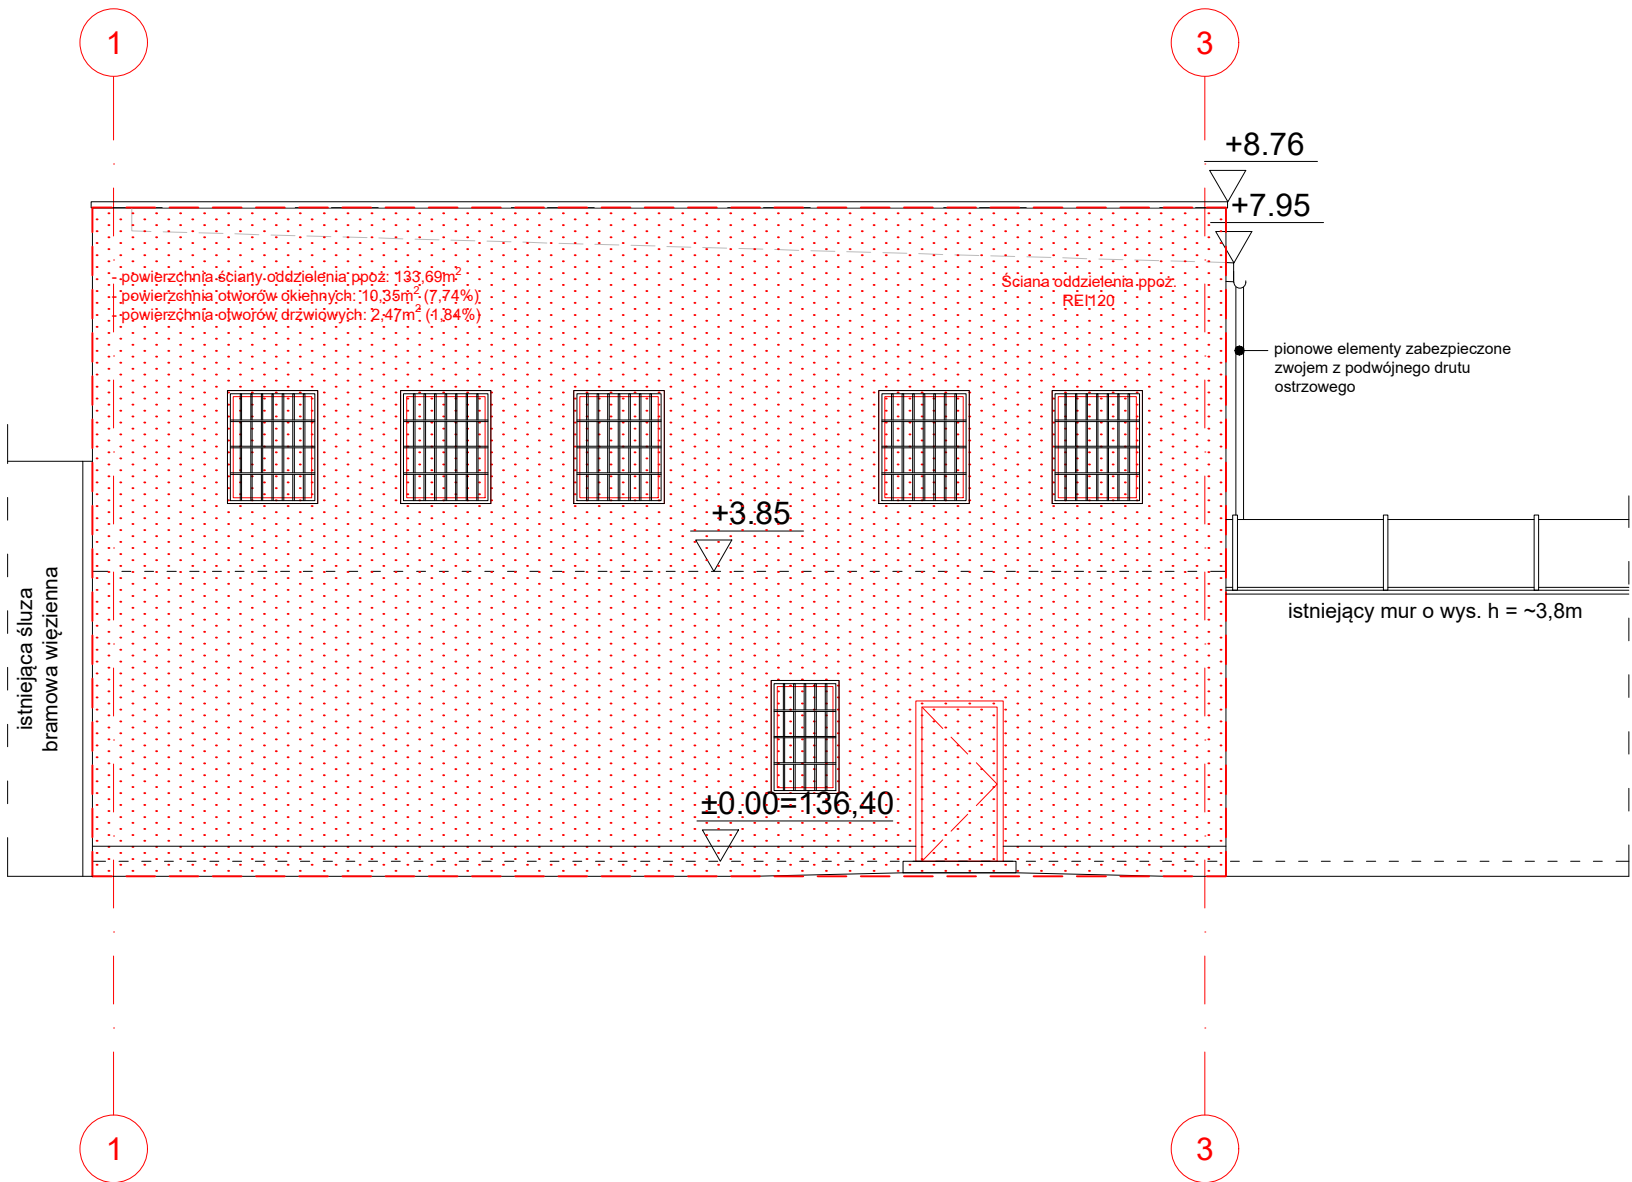 1
3
+8.76
+7.95
- powierzchnia ściany oddzielenia ppoż: 133,69m²
- powierzchnia otworów okiennych: 10,35m² (7,74%)
- powierzchnia otworów drzwiowych: 2,47m² (1,84%)
Ściana oddzielenia ppoż.
REI120
pionowe elementy zabezpieczone
zwojem z podwójnego drutu
ostrzowego
+3.85
istniejąca śluza
bramowa więzienna
istniejący mur o wys. h = ~3,8m
±0.00=136,40
1
3